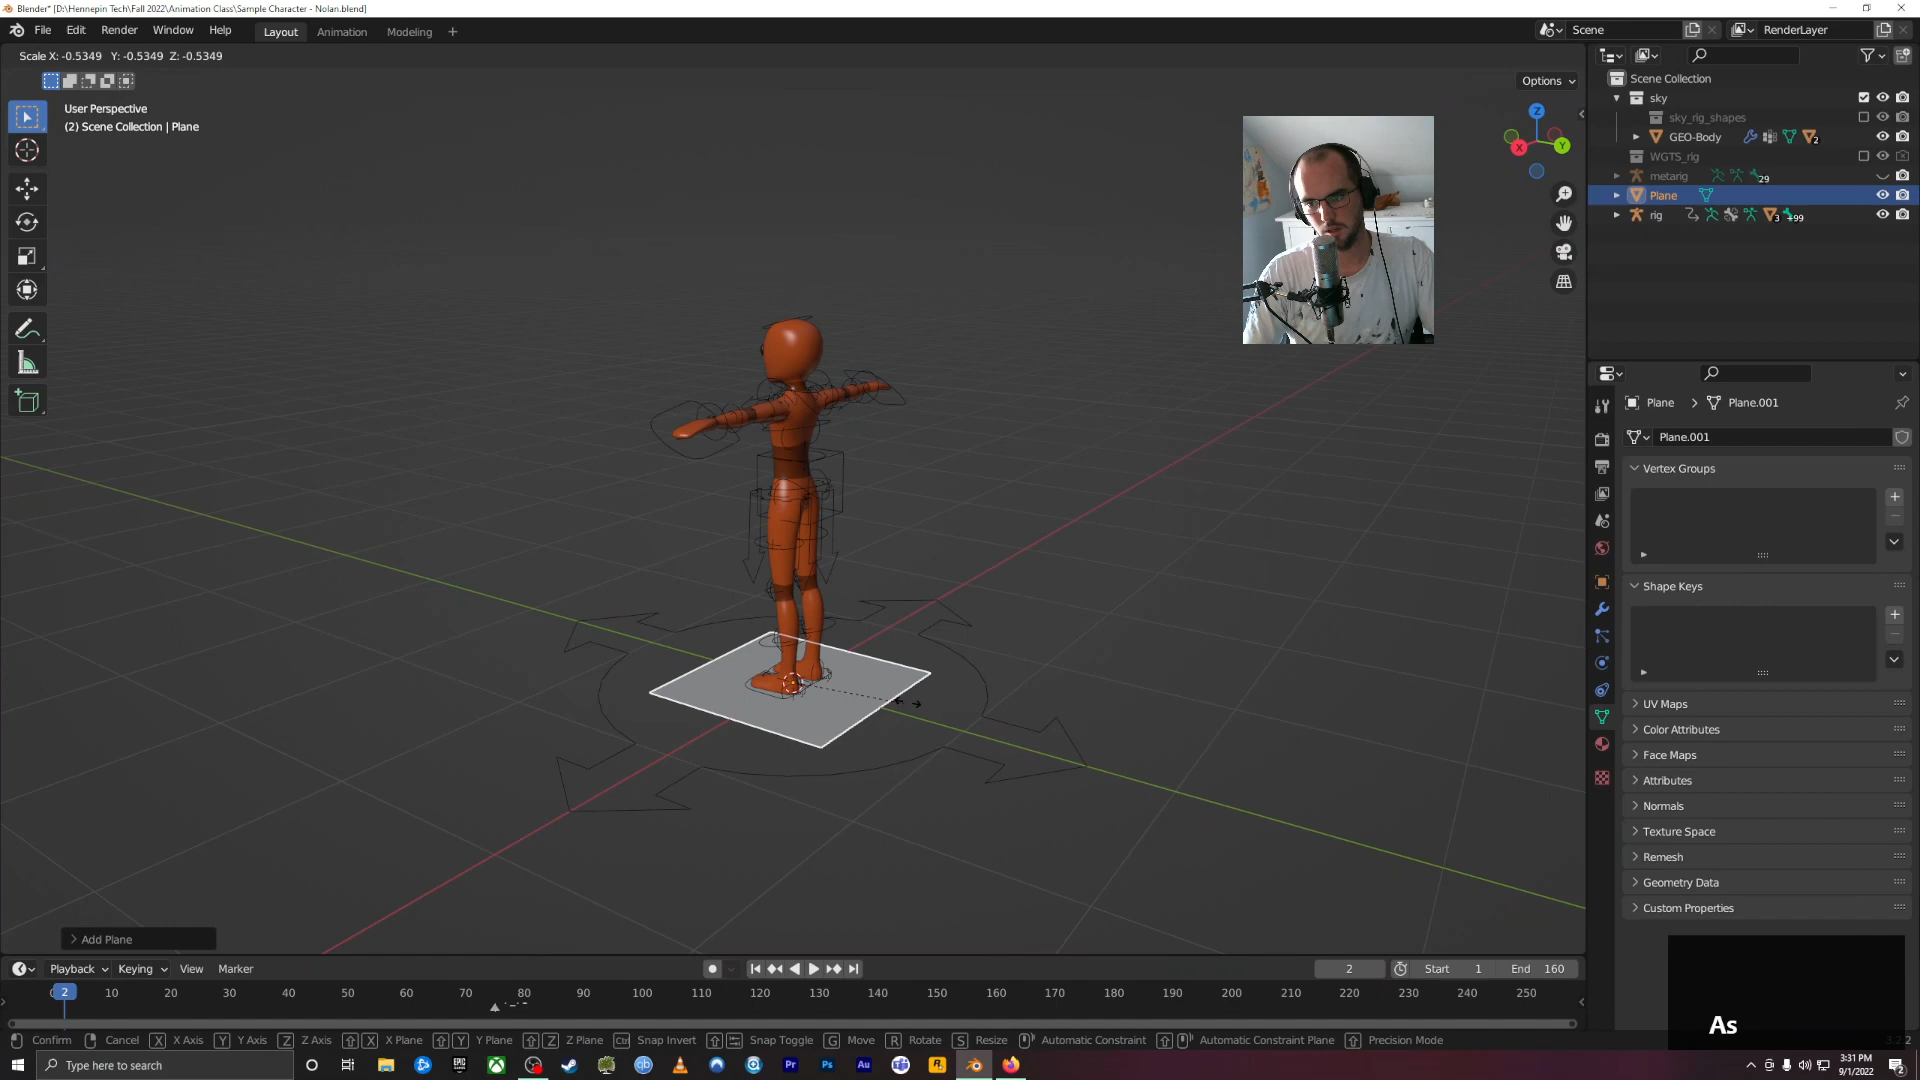 Blender* [D:\Hennepin Tech\Fall 2022\Animation Class\Sample Character - Nolan.blend]
File Edit Render Window Help Layout Animation Modeling
Scene
RenderLayer
Scale X: -0.5349 Y: -0.5349 Z: -0.5349
Options
User Perspective
(2) Scene Collection | Plane
Z
X
Y
Scene Collection
sky
sky_rig_shapes
GEO-Body
2
WGTS_rig
metarig
29
Plane
rig
3
+99
Plane > Plane.001
Plane.001
Vertex Groups
Shape Keys
UV Maps
Color Attributes
Face Maps
Attributes
Normals
Texture Space
Remesh
Geometry Data
Custom Properties
Add Plane
Playback Keying View Marker
2
Start 1
End 160
2 10 20 30 40 50 60 70 80 90 100 110 120 130 140 150 160 170 180 190 200 210 220 230 240 250
As
Confirm Cancel X X Axis Y Y Axis Z Z Axis X X Plane Y Y Plane Z Z Plane Ctrl Snap Invert Snap Toggle G Move R Rotate S Resize Automatic Constraint Automatic Constraint Plane Precision Mode
Type here to search
3:31 PM
9/1/2022